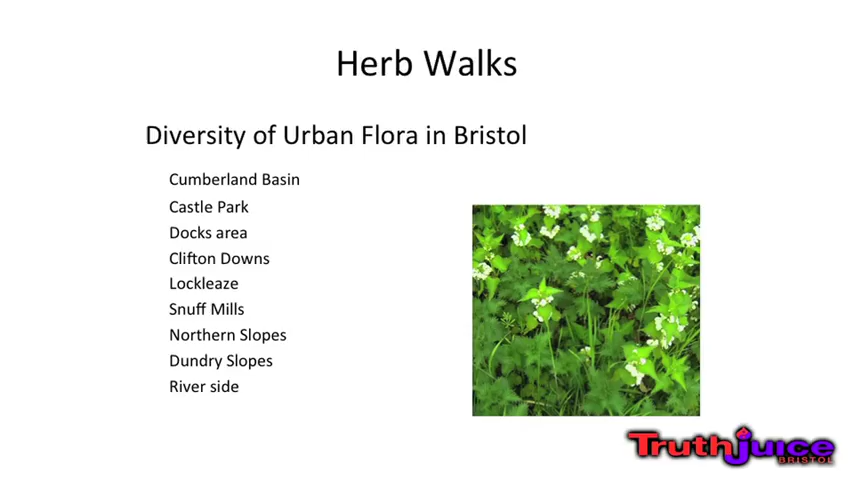 Herb Walks
Diversity of Urban Flora in Bristol
Cumberland Basin
Castle Park
Docks area
Clifton Downs
Lockleaze
Snuff Mills
Northern Slopes
Dundry Slopes
River side
Truthjuice
BRISTOL